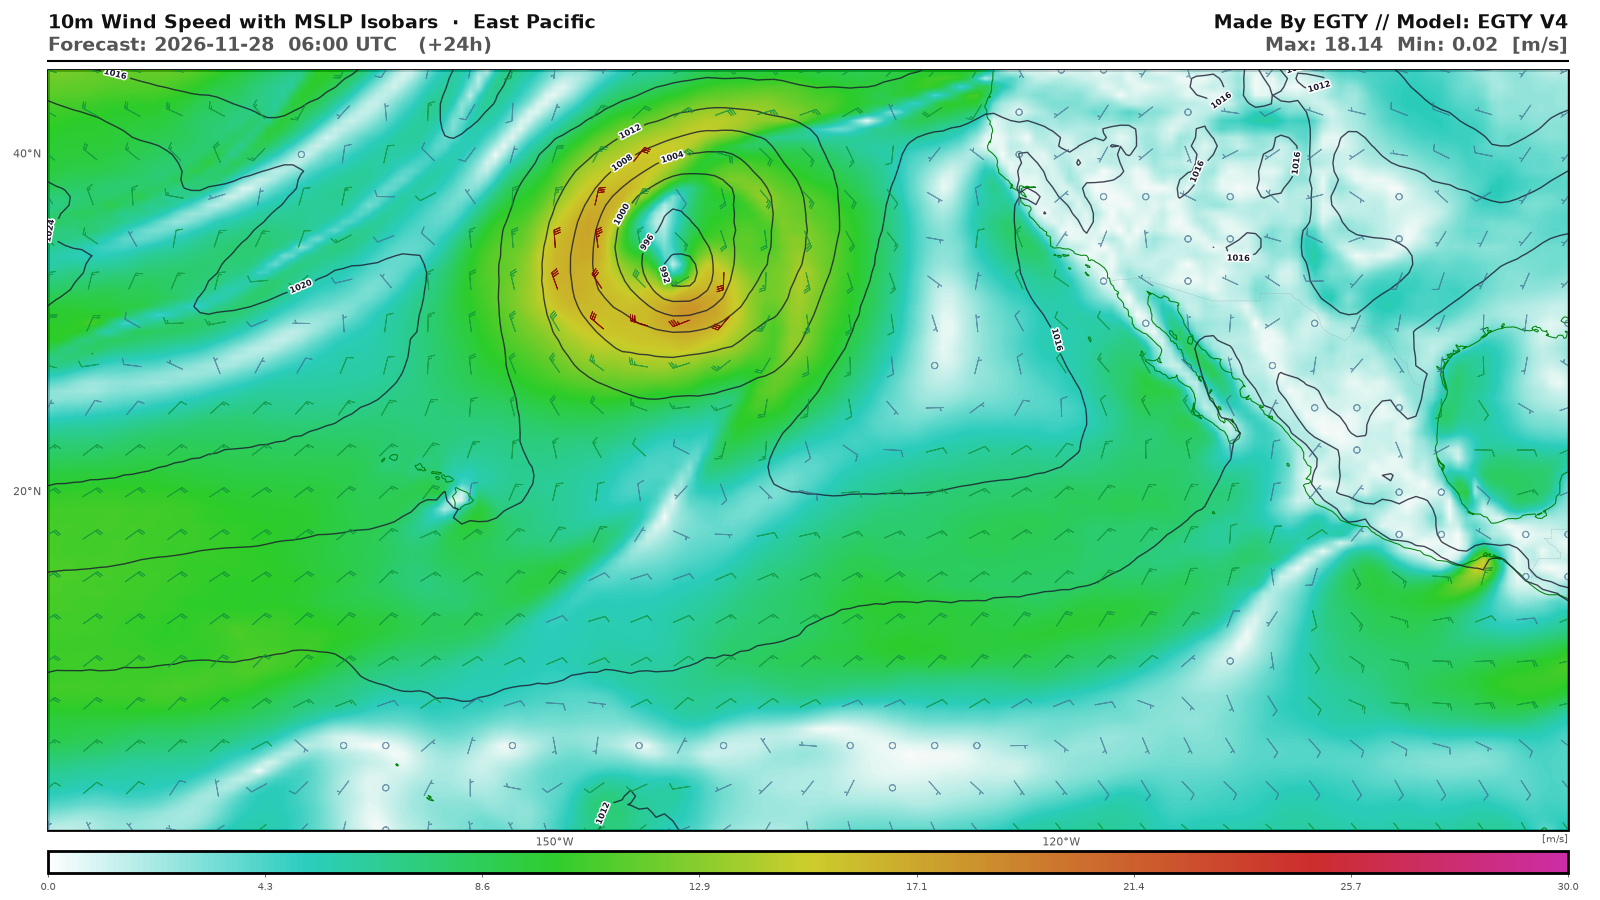 10m Wind Speed with MSLP Isobars  ·  East Pacific
Made By EGTY // Model: EGTY V4
Forecast: 2026-11-28  06:00 UTC   (+24h)
Max: 18.14  Min: 0.02  [m/s]
1016
1012
1016
1012
1004
1008
1016
1016
1000
1024
996
1016
992
1020
1016
1012
40°N
20°N
150°W
120°W
[m/s]
0.0
4.3
8.6
12.9
17.1
21.4
25.7
30.0